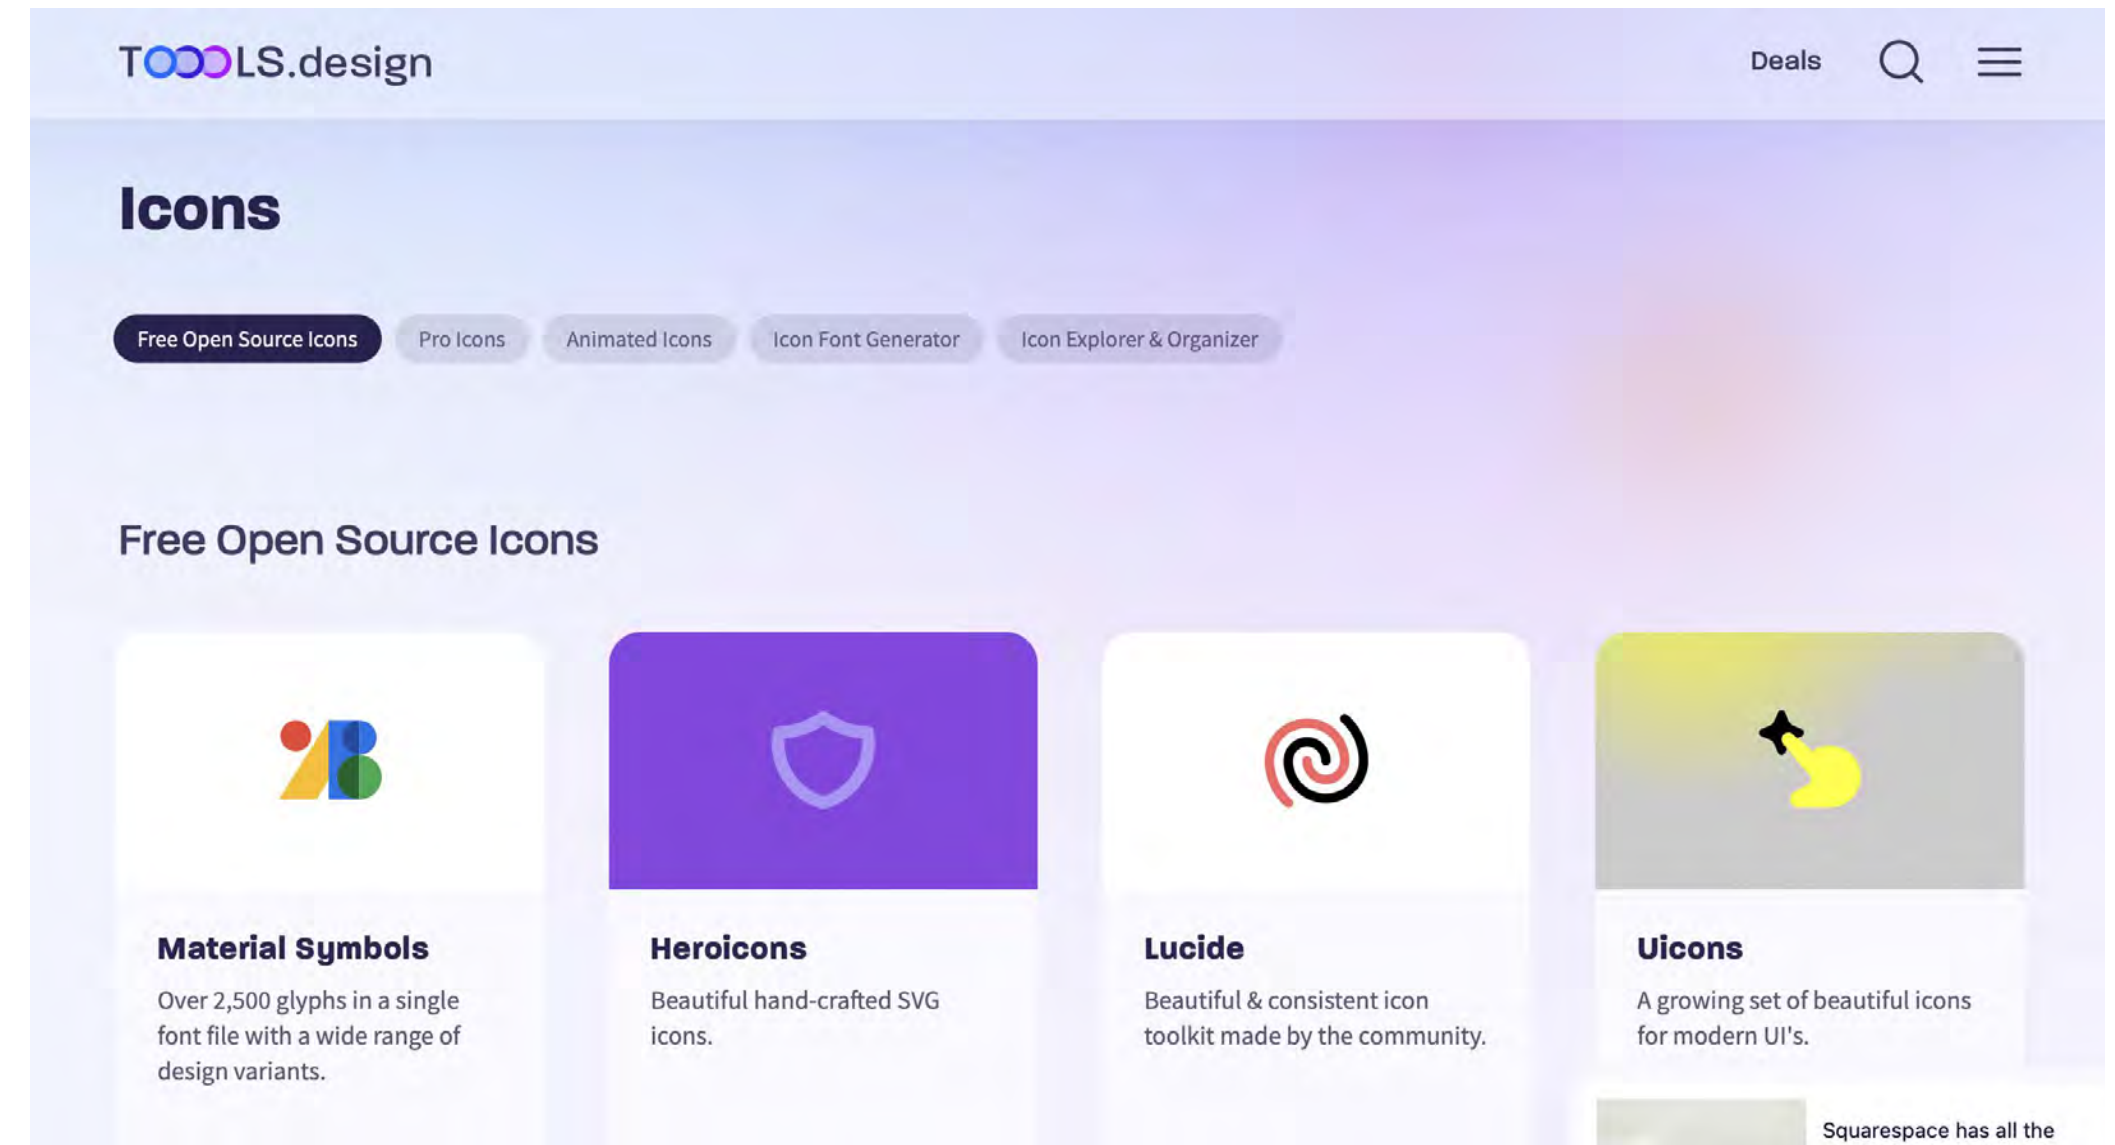 TOOOLS.design
Deals
Icons
Free Open Source Icons
Pro Icons
Animated Icons
Icon Font Generator
Icon Explorer & Organizer
Free Open Source Icons
Material Symbols
Over 2,500 glyphs in a single
font file with a wide range of
design variants.
Heroicons
Beautiful hand-crafted SVG
icons.
Lucide
Beautiful & consistent icon
toolkit made by the community.
Uicons
A growing set of beautiful icons
for modern UI's.
Squarespace has all the